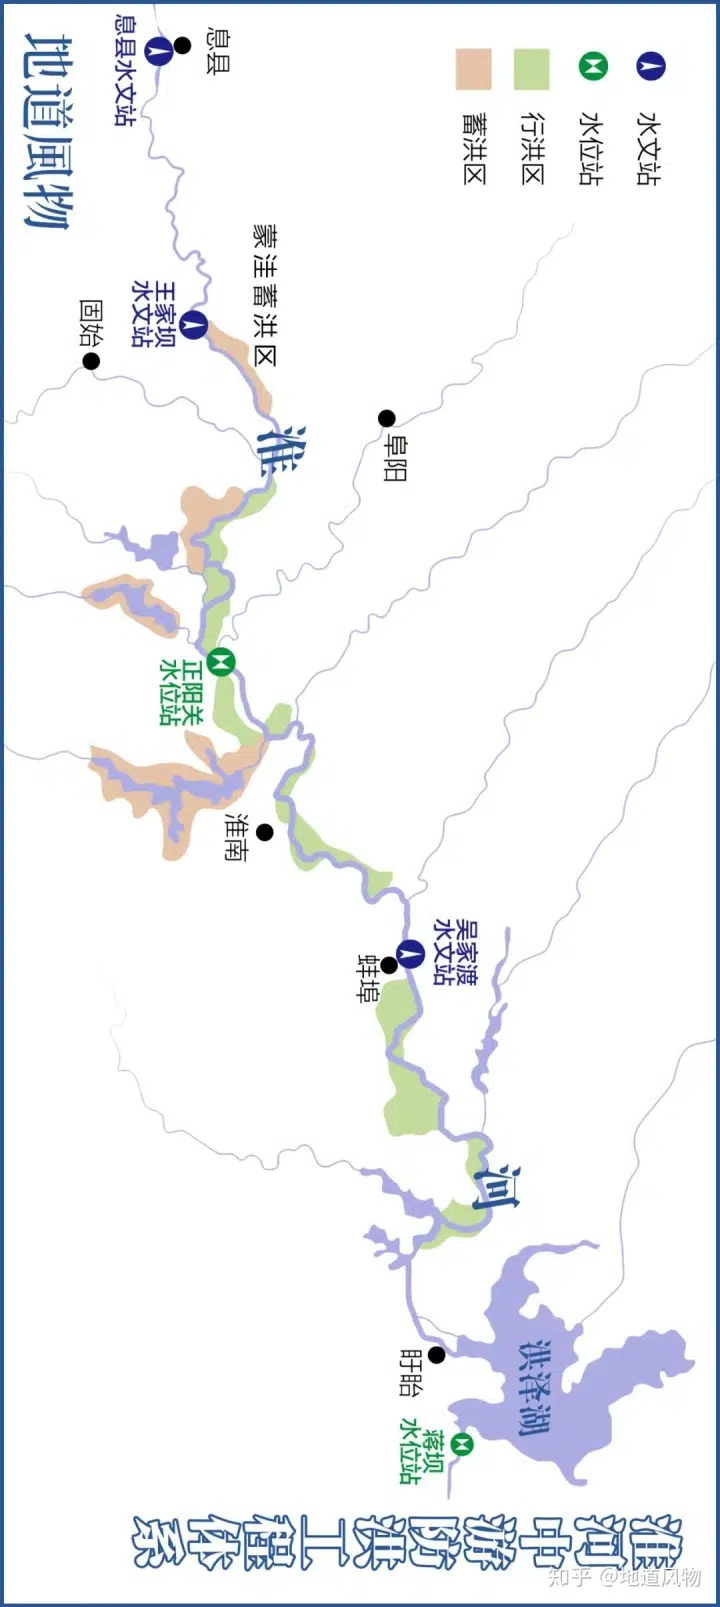 淮河中游防洪工程体系
水文站
水位站
行洪区
蓄洪区
地道風物
息县
息县水文站
王家坝
水文站
蒙洼蓄洪区
固始
阜阳
淮
正阳关
水位站
淮南
吴家渡
水文站
蚌埠
河
洪泽湖
盱眙
蒋坝
水位站
知乎 @地道风物